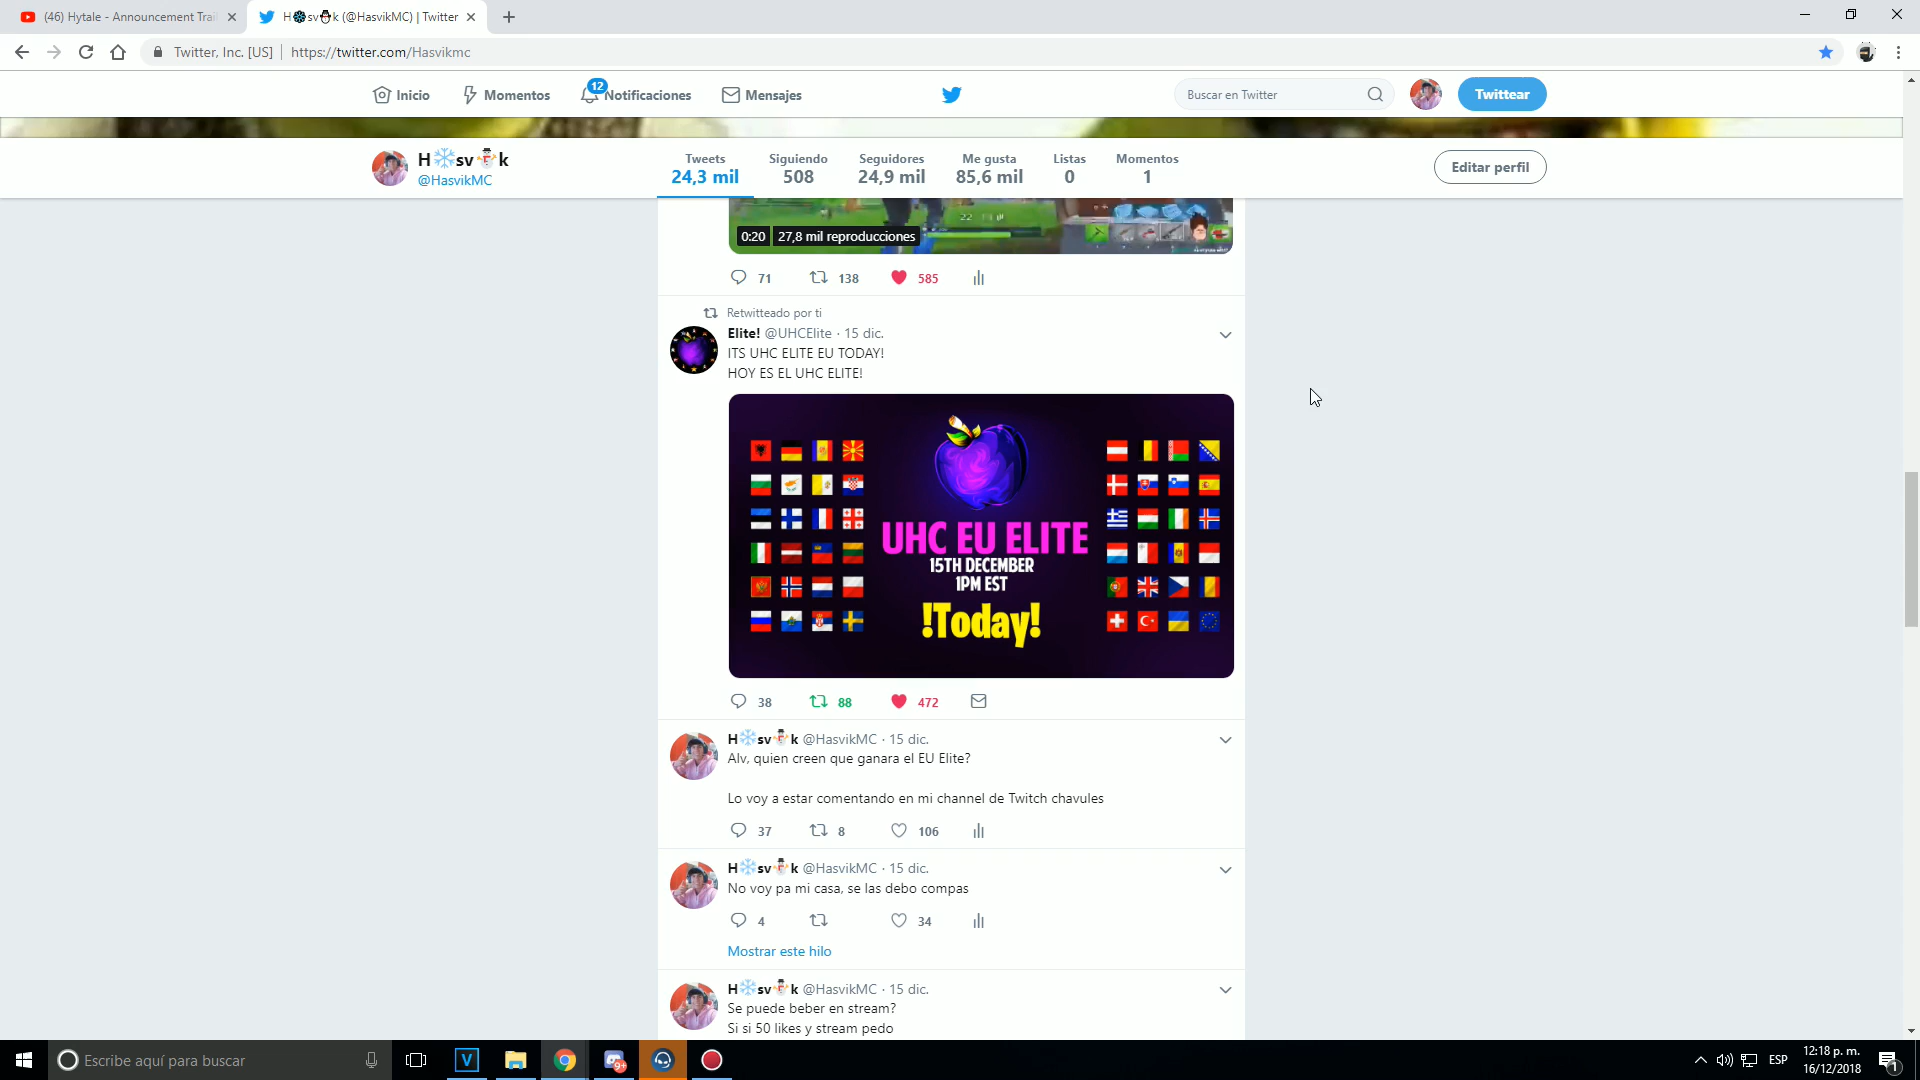 (46) Hytale - Announcement Trai
H❄sv⛄k (@HasvikMC) | Twitter
Twitter, Inc. [US] | https://twitter.com/Hasvikmc
Inicio
Momentos
12
Notificaciones
Mensajes
Buscar en Twitter
Twittear
H❄sv⛄k
@HasvikMC
Tweets
24,3 mil
Siguiendo
508
Seguidores
24,9 mil
Me gusta
85,6 mil
Listas
0
Momentos
1
Editar perfil
22
0:20 27,8 mil reproducciones
71 138 585
Retwitteado por ti
Elite! @UHCElite · 15 dic.
ITS UHC ELITE EU TODAY!
HOY ES EL UHC ELITE!
UHC EU ELITE
15TH DECEMBER
1PM EST
!Today!
38 88 472
H❄sv⛄k @HasvikMC · 15 dic.
Alv, quien creen que ganara el EU Elite?
Lo voy a estar comentando en mi channel de Twitch chavules
37 8 106
H❄sv⛄k @HasvikMC · 15 dic.
No voy pa mi casa, se las debo compas
4 34
Mostrar este hilo
H❄sv⛄k @HasvikMC · 15 dic.
Se puede beber en stream?
Si si 50 likes y stream pedo
Escribe aquí para buscar
V
9+
ESP
12:18 p. m.
16/12/2018
1